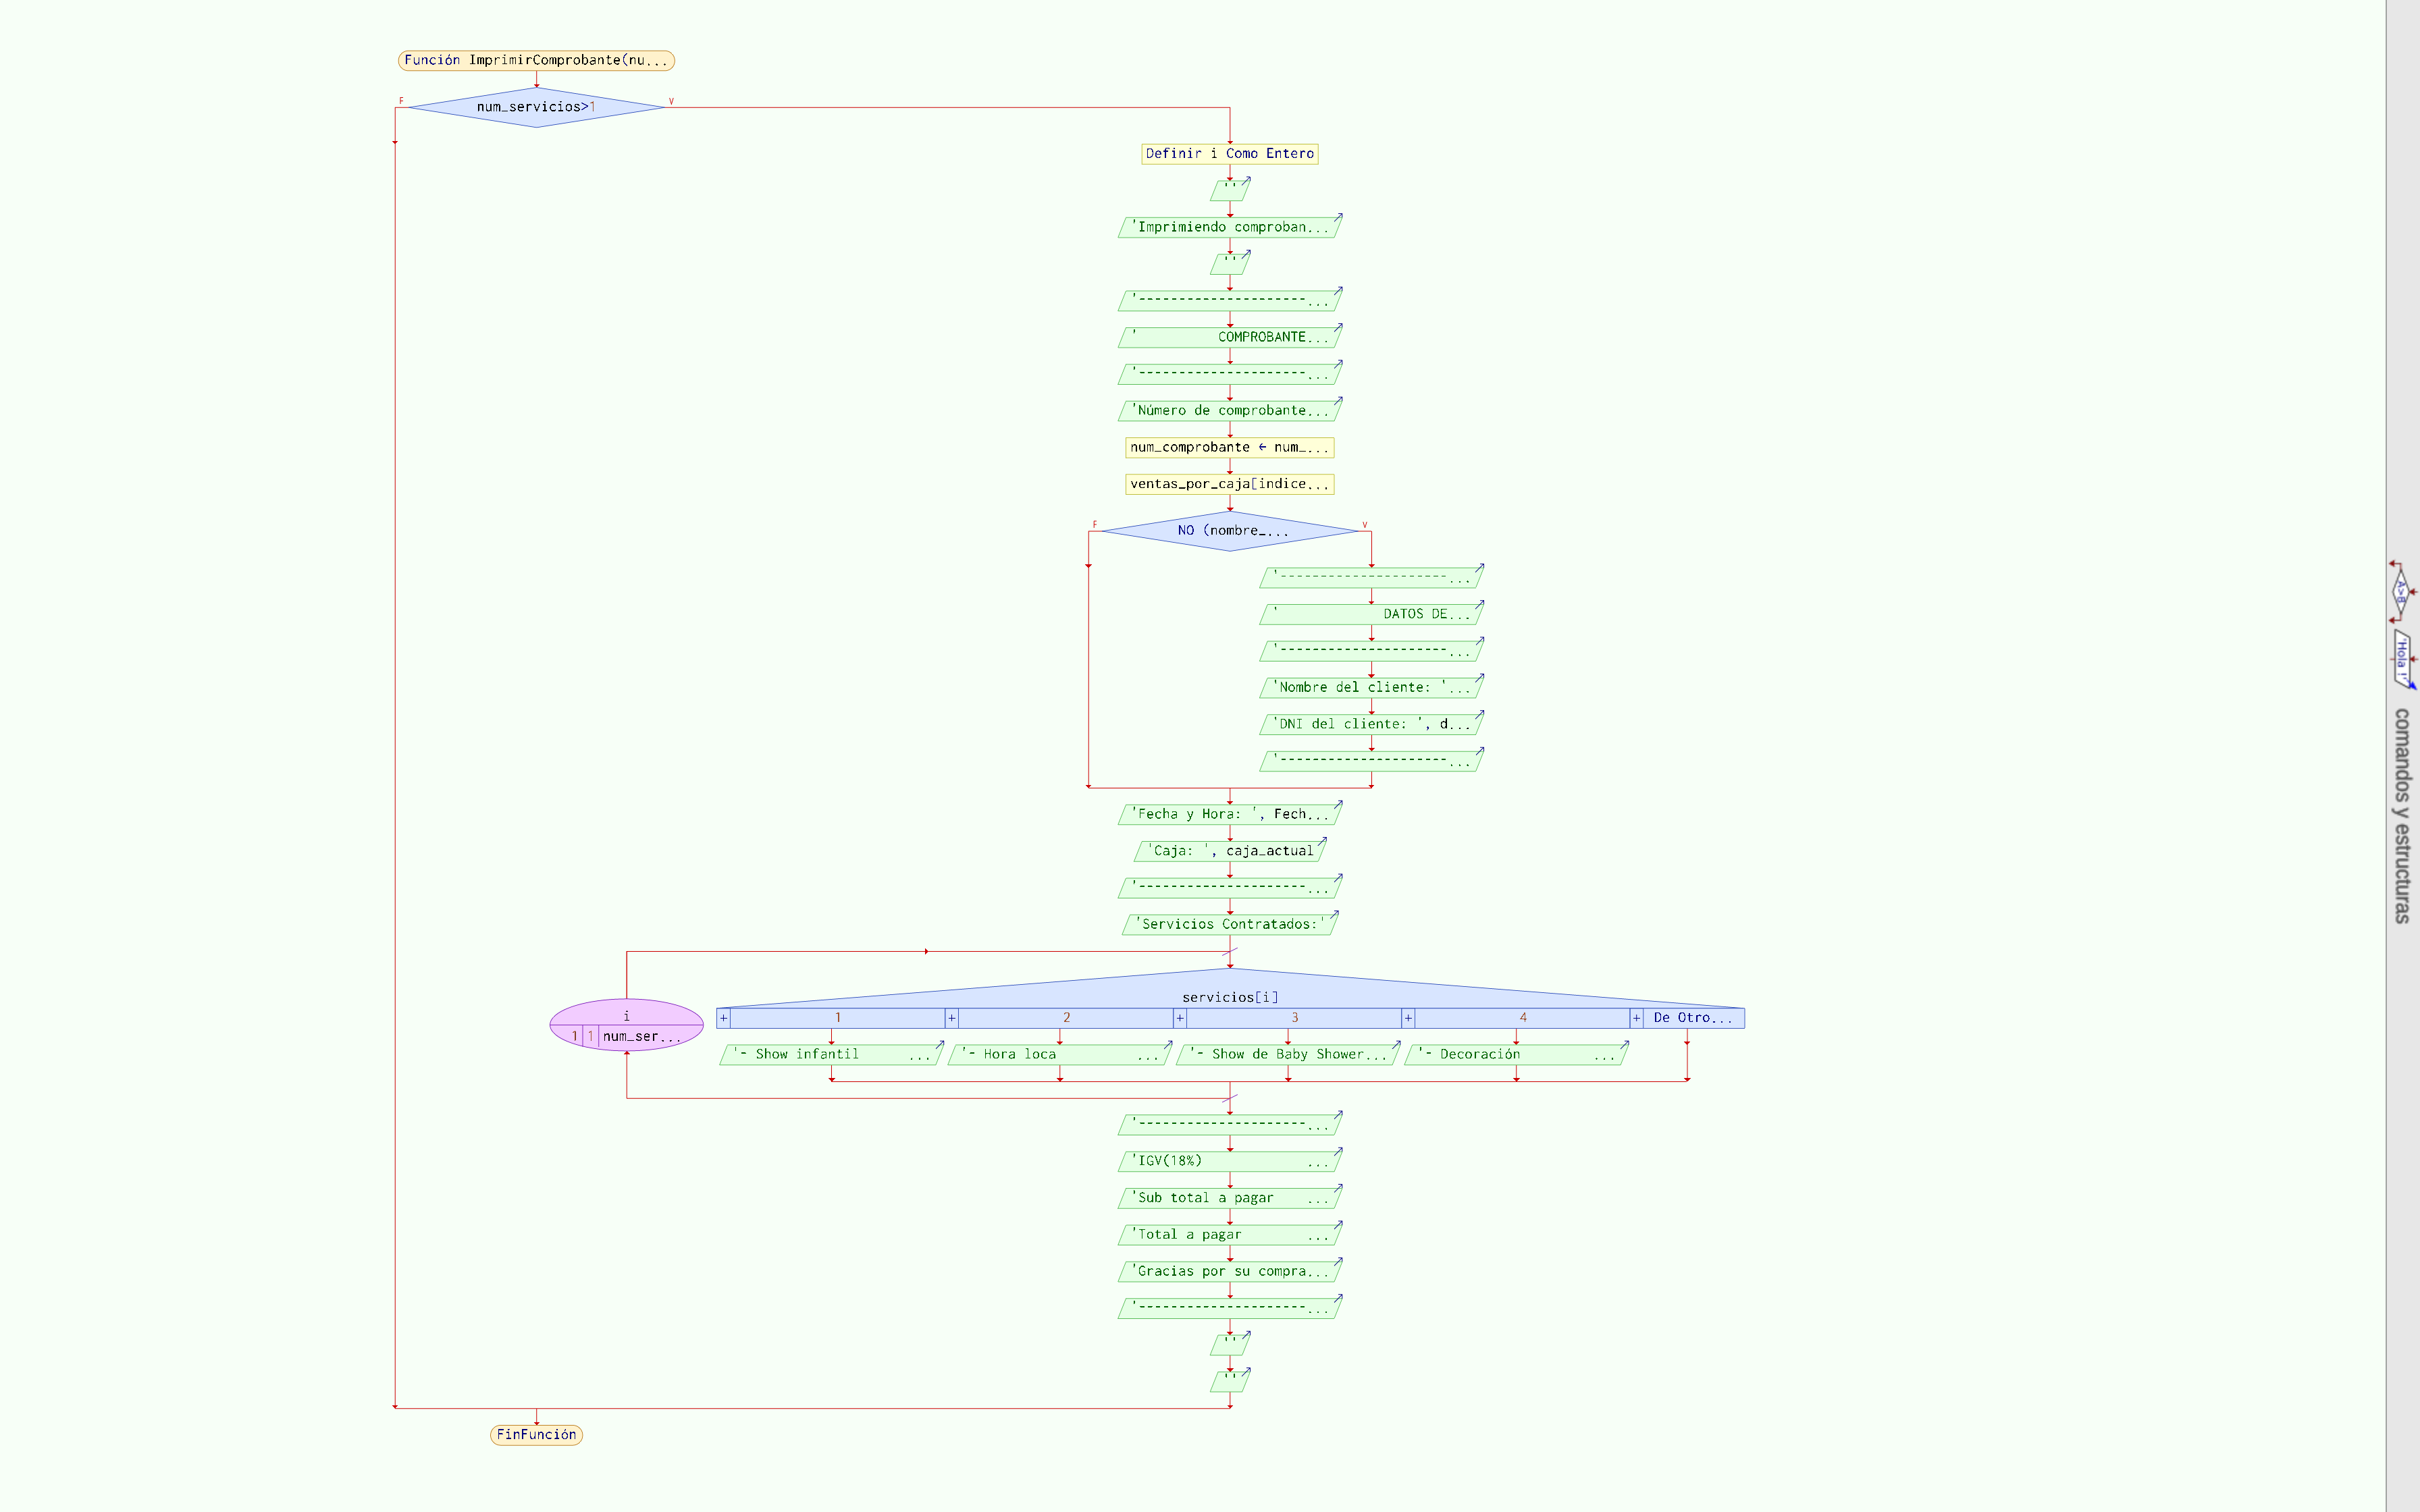 Función ImprimirComprobante(nu...
num_servicios>1
F
V
Definir i Como Entero
''
'Imprimiendo comproban...
''
'---------------------...
'          COMPROBANTE...
'---------------------...
'Número de comprobante...
num_comprobante ← num_...
ventas_por_caja[indice...
NO (nombre_...
F
V
'---------------------...
'             DATOS DE...
'---------------------...
'Nombre del cliente: '...
'DNI del cliente: ', d...
'---------------------...
'Fecha y Hora: ', Fech...
'Caja: ', caja_actual
'---------------------...
'Servicios Contratados:'
servicios[i]
i
1 1 num_ser...
+ 1 + 2 + 3 + 4 + De Otro...
'- Show infantil      ...
'- Hora loca          ...
'- Show de Baby Shower...
'- Decoración         ...
'---------------------...
'IGV(18%)             ...
'Sub total a pagar    ...
'Total a pagar        ...
'Gracias por su compra...
'---------------------...
''
''
FinFunción
A>B
'Hola !'
comandos y estructuras